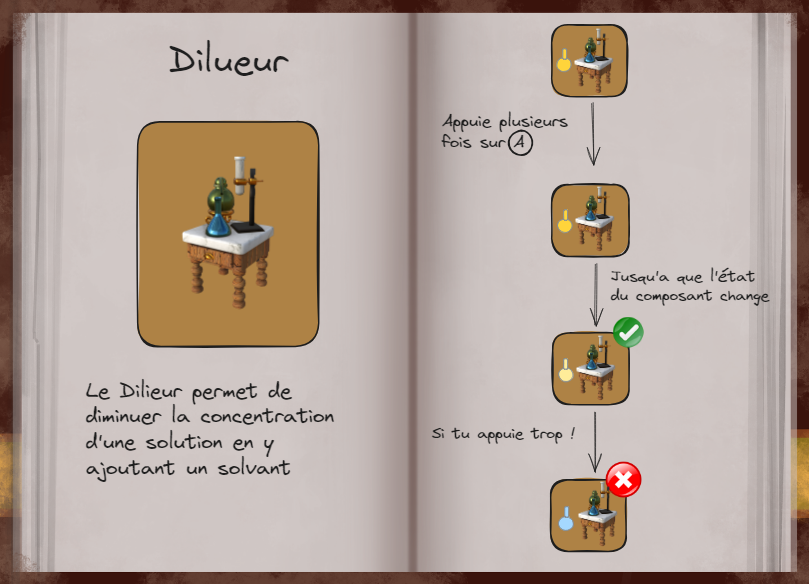 Dilueur
Le Dilieur permet de
diminuer la concentration
d'une solution en y
ajoutant un solvant
Appuie plusieurs
fois sur A
Jusqu'a que l'état
du composant change
Si tu appuie trop !